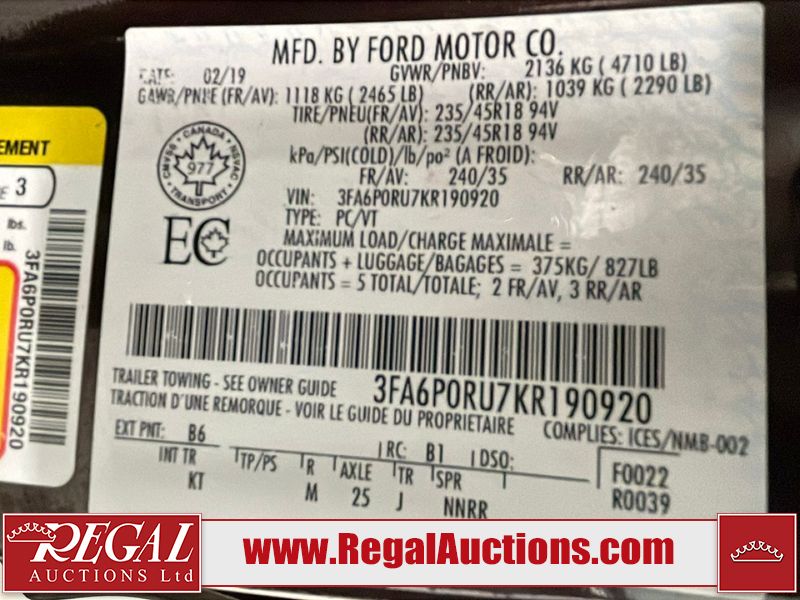 MFD. BY FORD MOTOR CO.
DATE: 02/19 GVWR/PNBV: 2136 KG ( 4710 LB)
GAWR/PNBE (FR/AV): 1118 KG ( 2465 LB) (RR/AR): 1039 KG ( 2290 LB)
TIRE/PNEU(FR/AV): 235/45R18 94V
(RR/AR): 235/45R18 94V
kPa/PSI(COLD)/lb/po² (A FROID):
FR/AV: 240/35 RR/AR: 240/35
VIN: 3FA6P0RU7KR190920
TYPE: PC/VT
MAXIMUM LOAD/CHARGE MAXIMALE =
OCCUPANTS + LUGGAGE/BAGAGES = 375KG/ 827LB
OCCUPANTS = 5 TOTAL/TOTALE; 2 FR/AV, 3 RR/AR
CANADA
CMVSS NSVAC
977
TRANSPORT
EC
TRAILER TOWING - SEE OWNER GUIDE 3FA6P0RU7KR190920
TRACTION D'UNE REMORQUE - VOIR LE GUIDE DU PROPRIETAIRE
COMPLIES: ICES/NMB-002
EXT PNT: B6 RC: B1 DSO: F0022
INT TR TP/PS R AXLE TR SPR R0039
KT M 25 J NNRR
EMENT
E 3
lbs.
lb.
3FA6P0RU7KR190920
REGAL
AUCTIONS Ltd
www.RegalAuctions.com